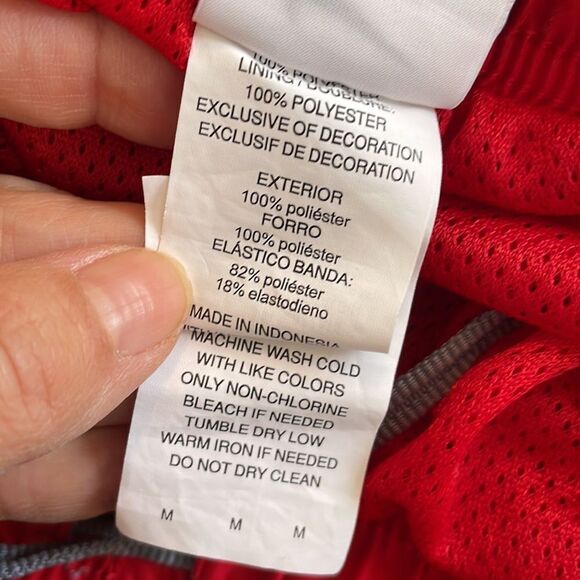 100% POLYESTER
LINING / DOUBLURE:
100% POLYESTER
EXCLUSIVE OF DECORATION
EXCLUSIF DE DECORATION
EXTERIOR
100% poliéster
FORRO
100% poliéster
ELÁSTICO BANDA:
82% poliéster
18% elastodieno
MADE IN INDONESIA
MACHINE WASH COLD
WITH LIKE COLORS
ONLY NON-CHLORINE
BLEACH IF NEEDED
TUMBLE DRY LOW
WARM IRON IF NEEDED
DO NOT DRY CLEAN
M M M